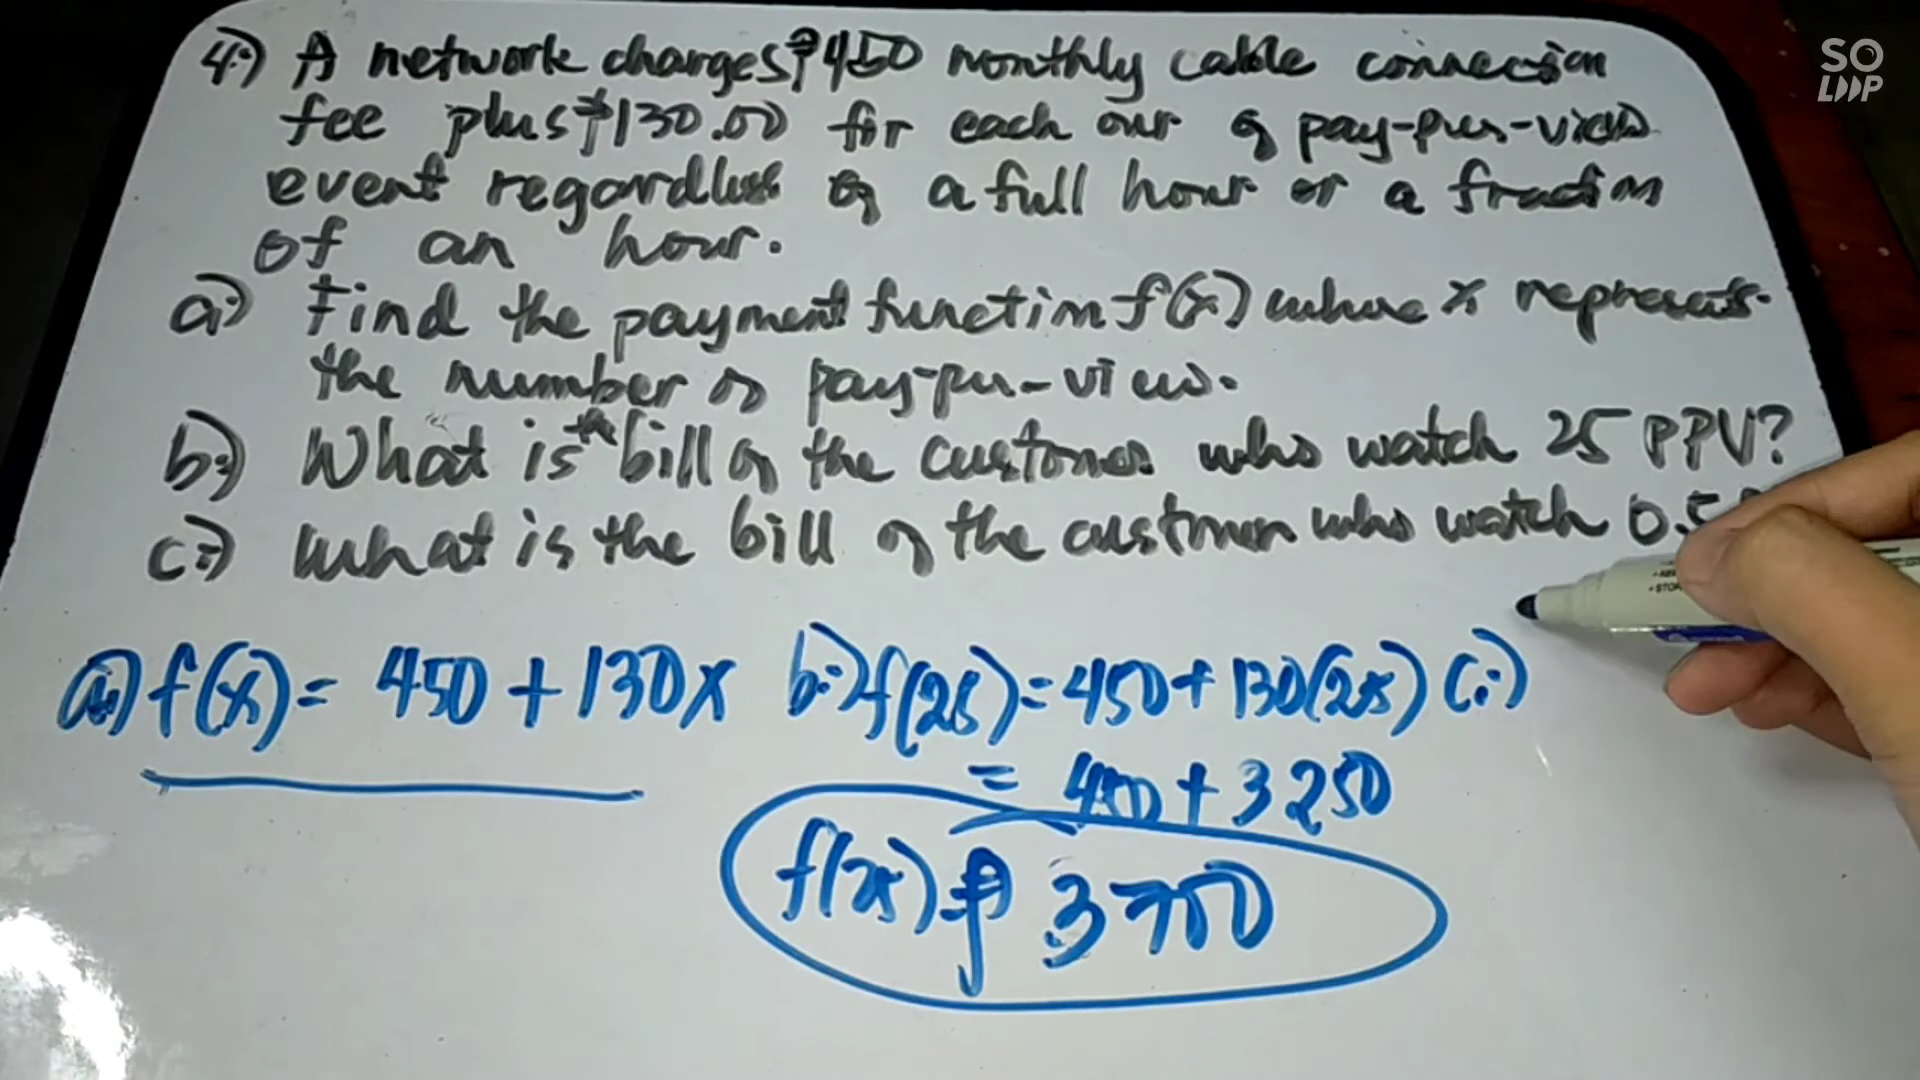 4.) A network charges ₱450 monthly cable connection
fee plus ₱130.00 for each our of pay-per-view
event regardless of a full hour or a fraction
of an hour.
a.) Find the payment function f(x) where x represents
the number of pay-per-view.
b.) What is the bill of the customer who watch 25 PPV?
c.) What is the bill of the customer who watch 0.5
a.) f(x) = 450 + 130x b.) f(25) = 450 + 130(25) c.)
= 450 + 3250
f(25) = ₱ 3700
SO
LOOP